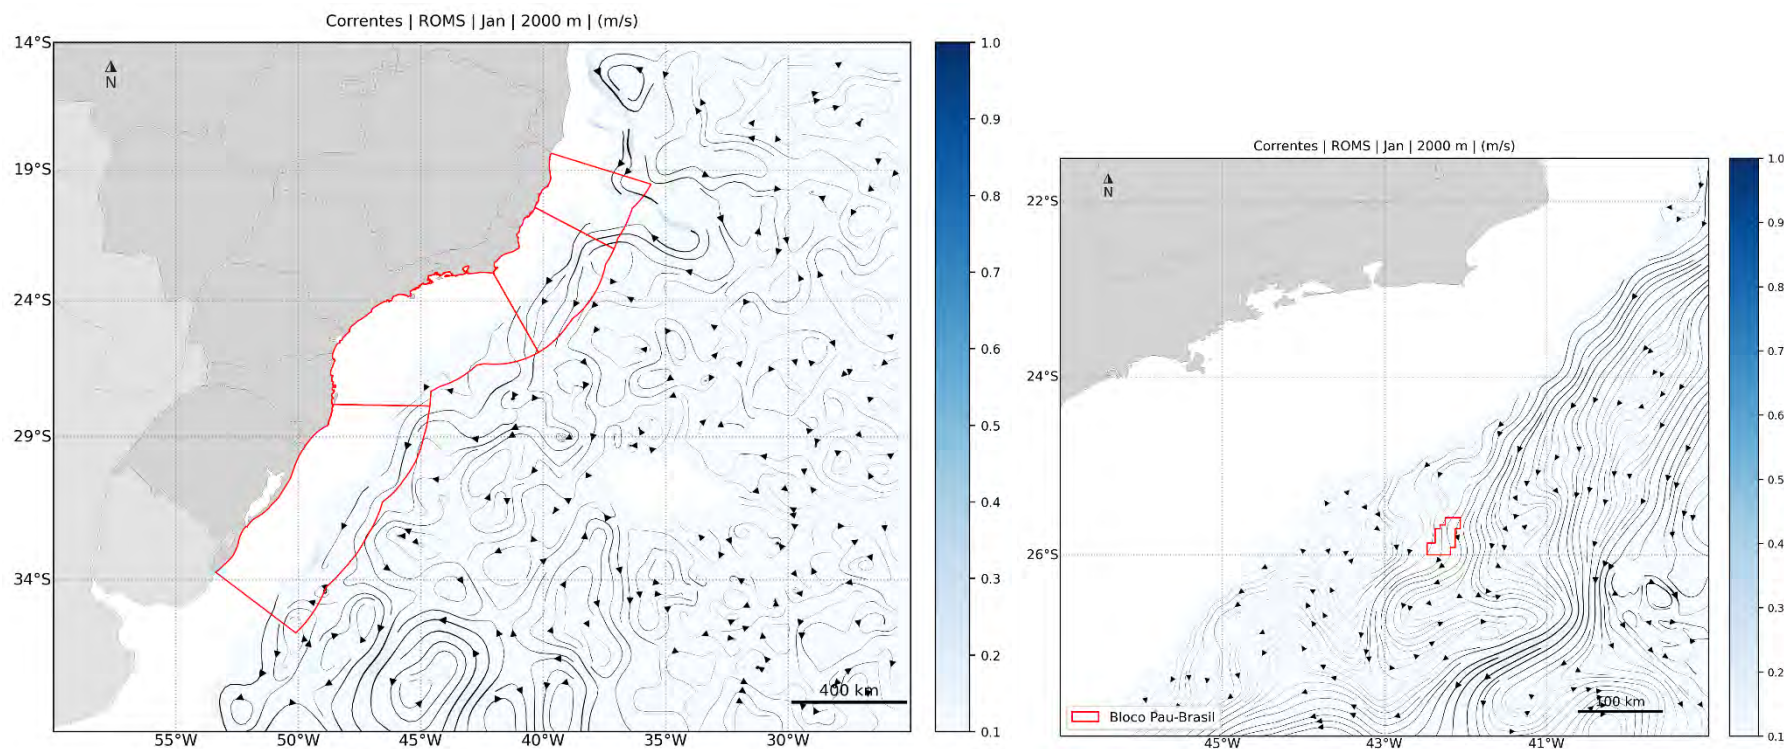 Correntes | ROMS | Jan | 2000 m | (m/s)
N
14°S
19°S
24°S
29°S
34°S
55°W
50°W
45°W
40°W
35°W
30°W
400 km
1.0
0.9
0.8
0.7
0.6
0.5
0.4
0.3
0.2
0.1
Correntes | ROMS | Jan | 2000 m | (m/s)
N
22°S
24°S
26°S
45°W
43°W
41°W
Bloco Pau-Brasil
100 km
1.0
0.9
0.8
0.7
0.6
0.5
0.4
0.3
0.2
0.1